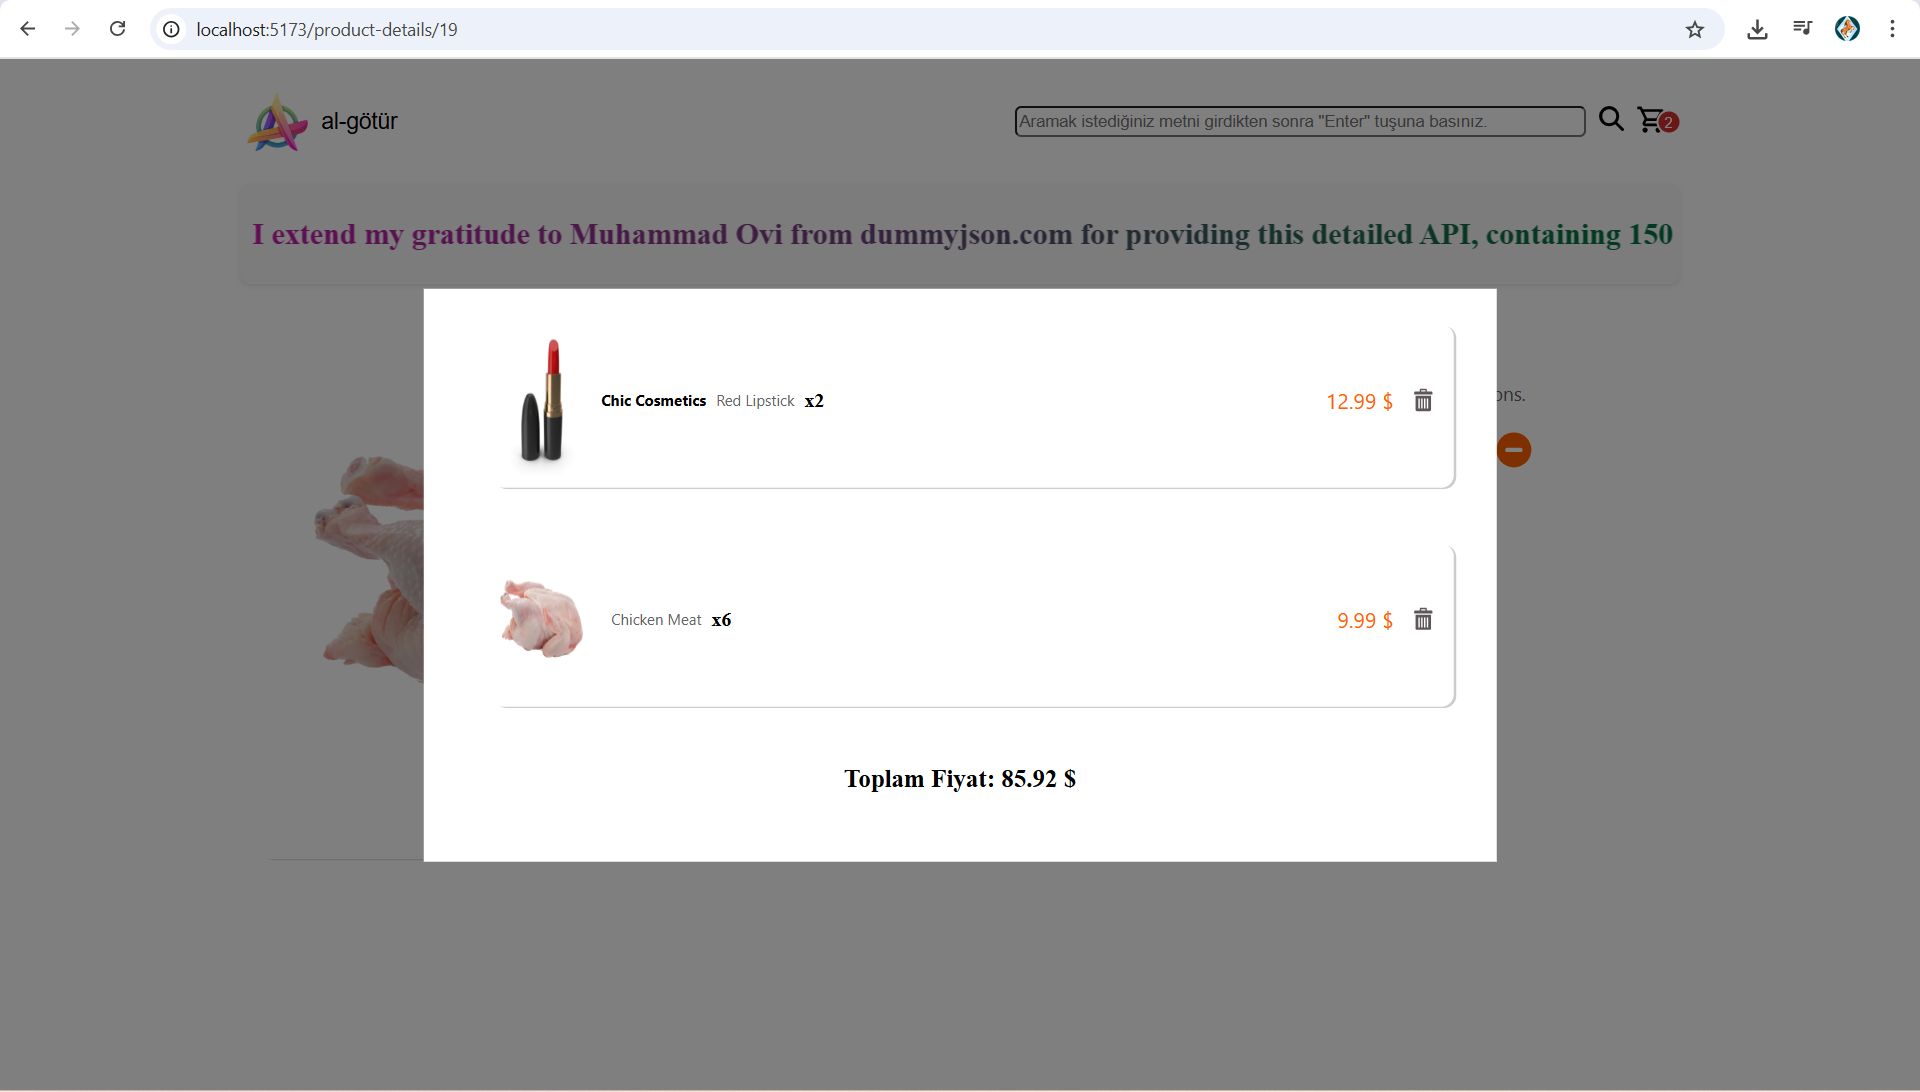 localhost:5173/product-details/19
al-götür
Aramak istediğiniz metni girdikten sonra "Enter" tuşuna basınız.
2
I extend my gratitude to Muhammad Ovi from dummyjson.com for providing this detailed API, containing 150
Chic Cosmetics Red Lipstick x2 12.99 $
ons.
Chicken Meat x6 9.99 $
Toplam Fiyat: 85.92 $